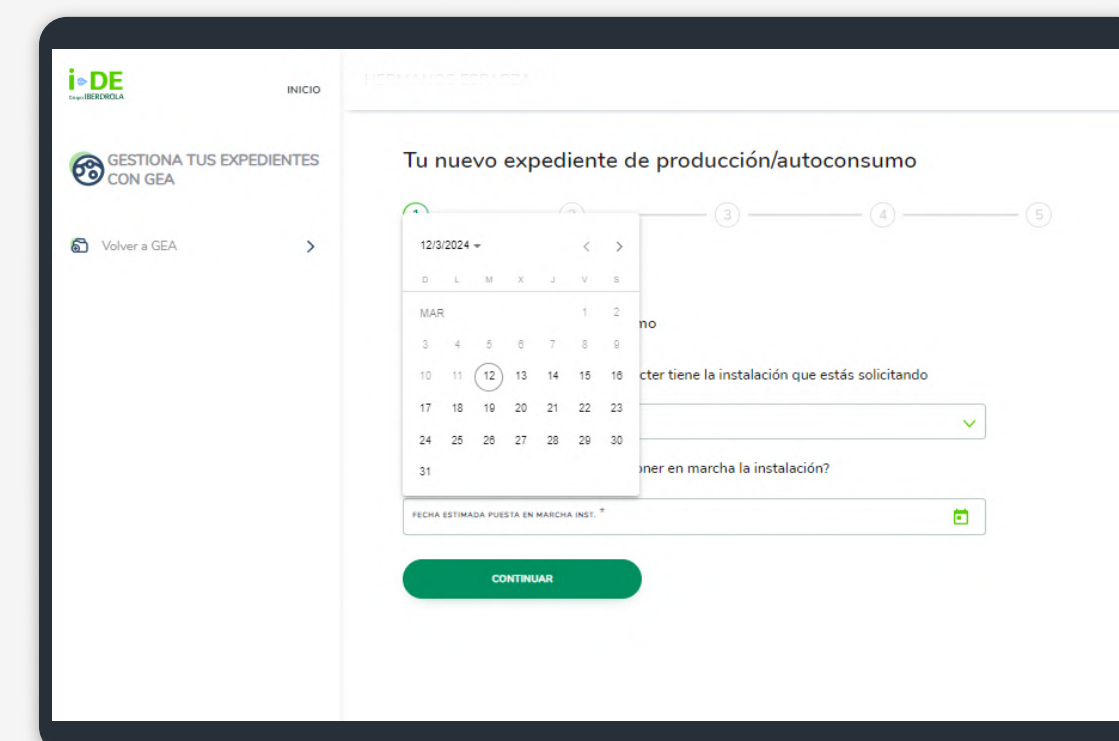 i-DE
Grupo IBERDROLA
INICIO
GESTIONA TUS EXPEDIENTES
CON GEA
Volver a GEA
Tu nuevo expediente de producción/autoconsumo
3 4 5
12/3/2024
D L M X J V S
MAR 1 2
3 4 5 6 7 8 9
10 11 12 13 14 15 16
17 18 19 20 21 22 23
24 25 26 27 28 29 30
31
mo
cter tiene la instalación que estás solicitando
oner en marcha la instalación?
FECHA ESTIMADA PUESTA EN MARCHA INST. *
CONTINUAR